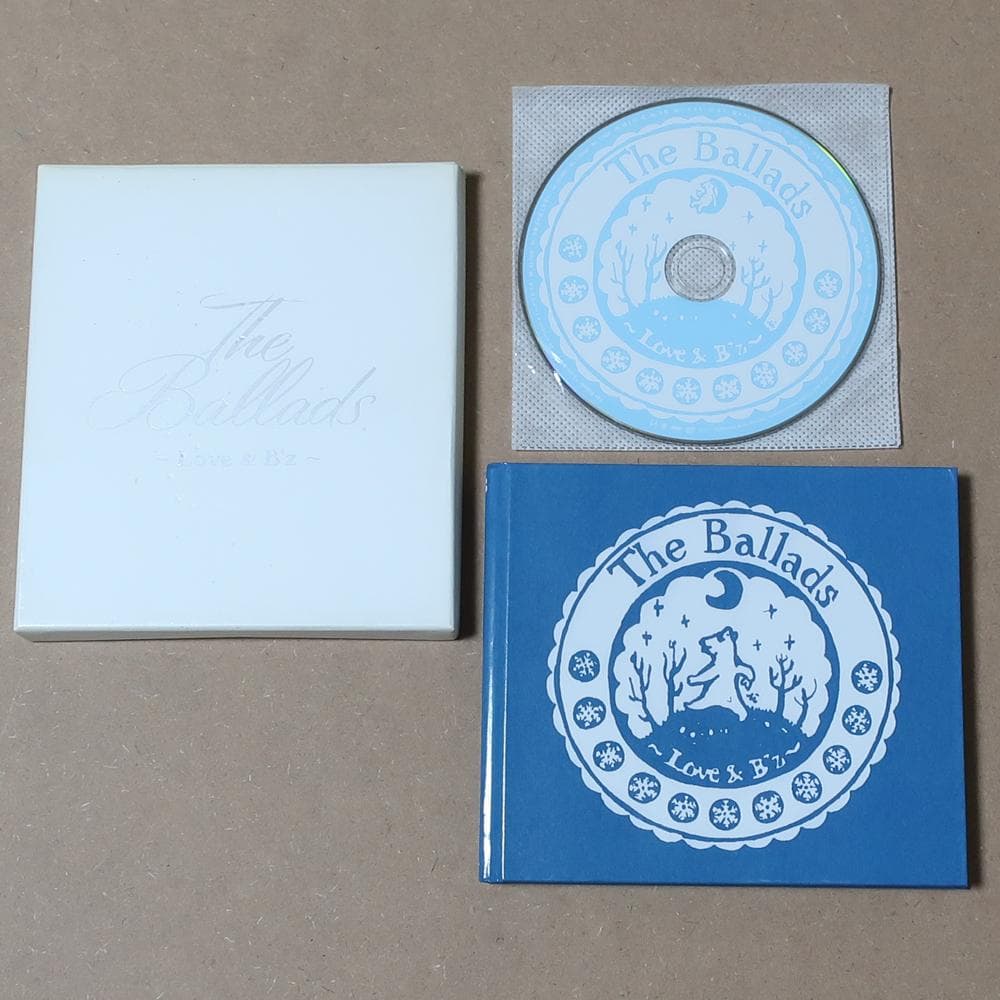 The
Ballads
~ Love & B'z ~
The Ballads
~ Love & B'z ~
The Ballads
~ Love & B'z ~